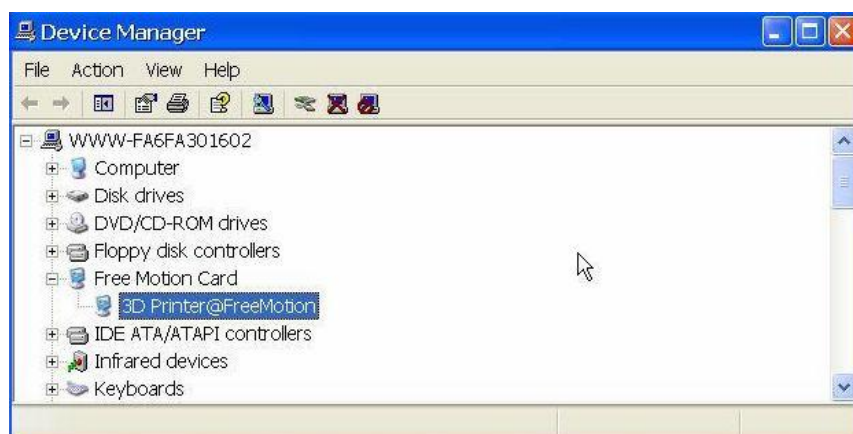 Device Manager
File Action View Help
WWW-FA6FA301602
Computer
Disk drives
DVD/CD-ROM drives
Floppy disk controllers
Free Motion Card
3D Printer@FreeMotion
IDE ATA/ATAPI controllers
Infrared devices
Keyboards